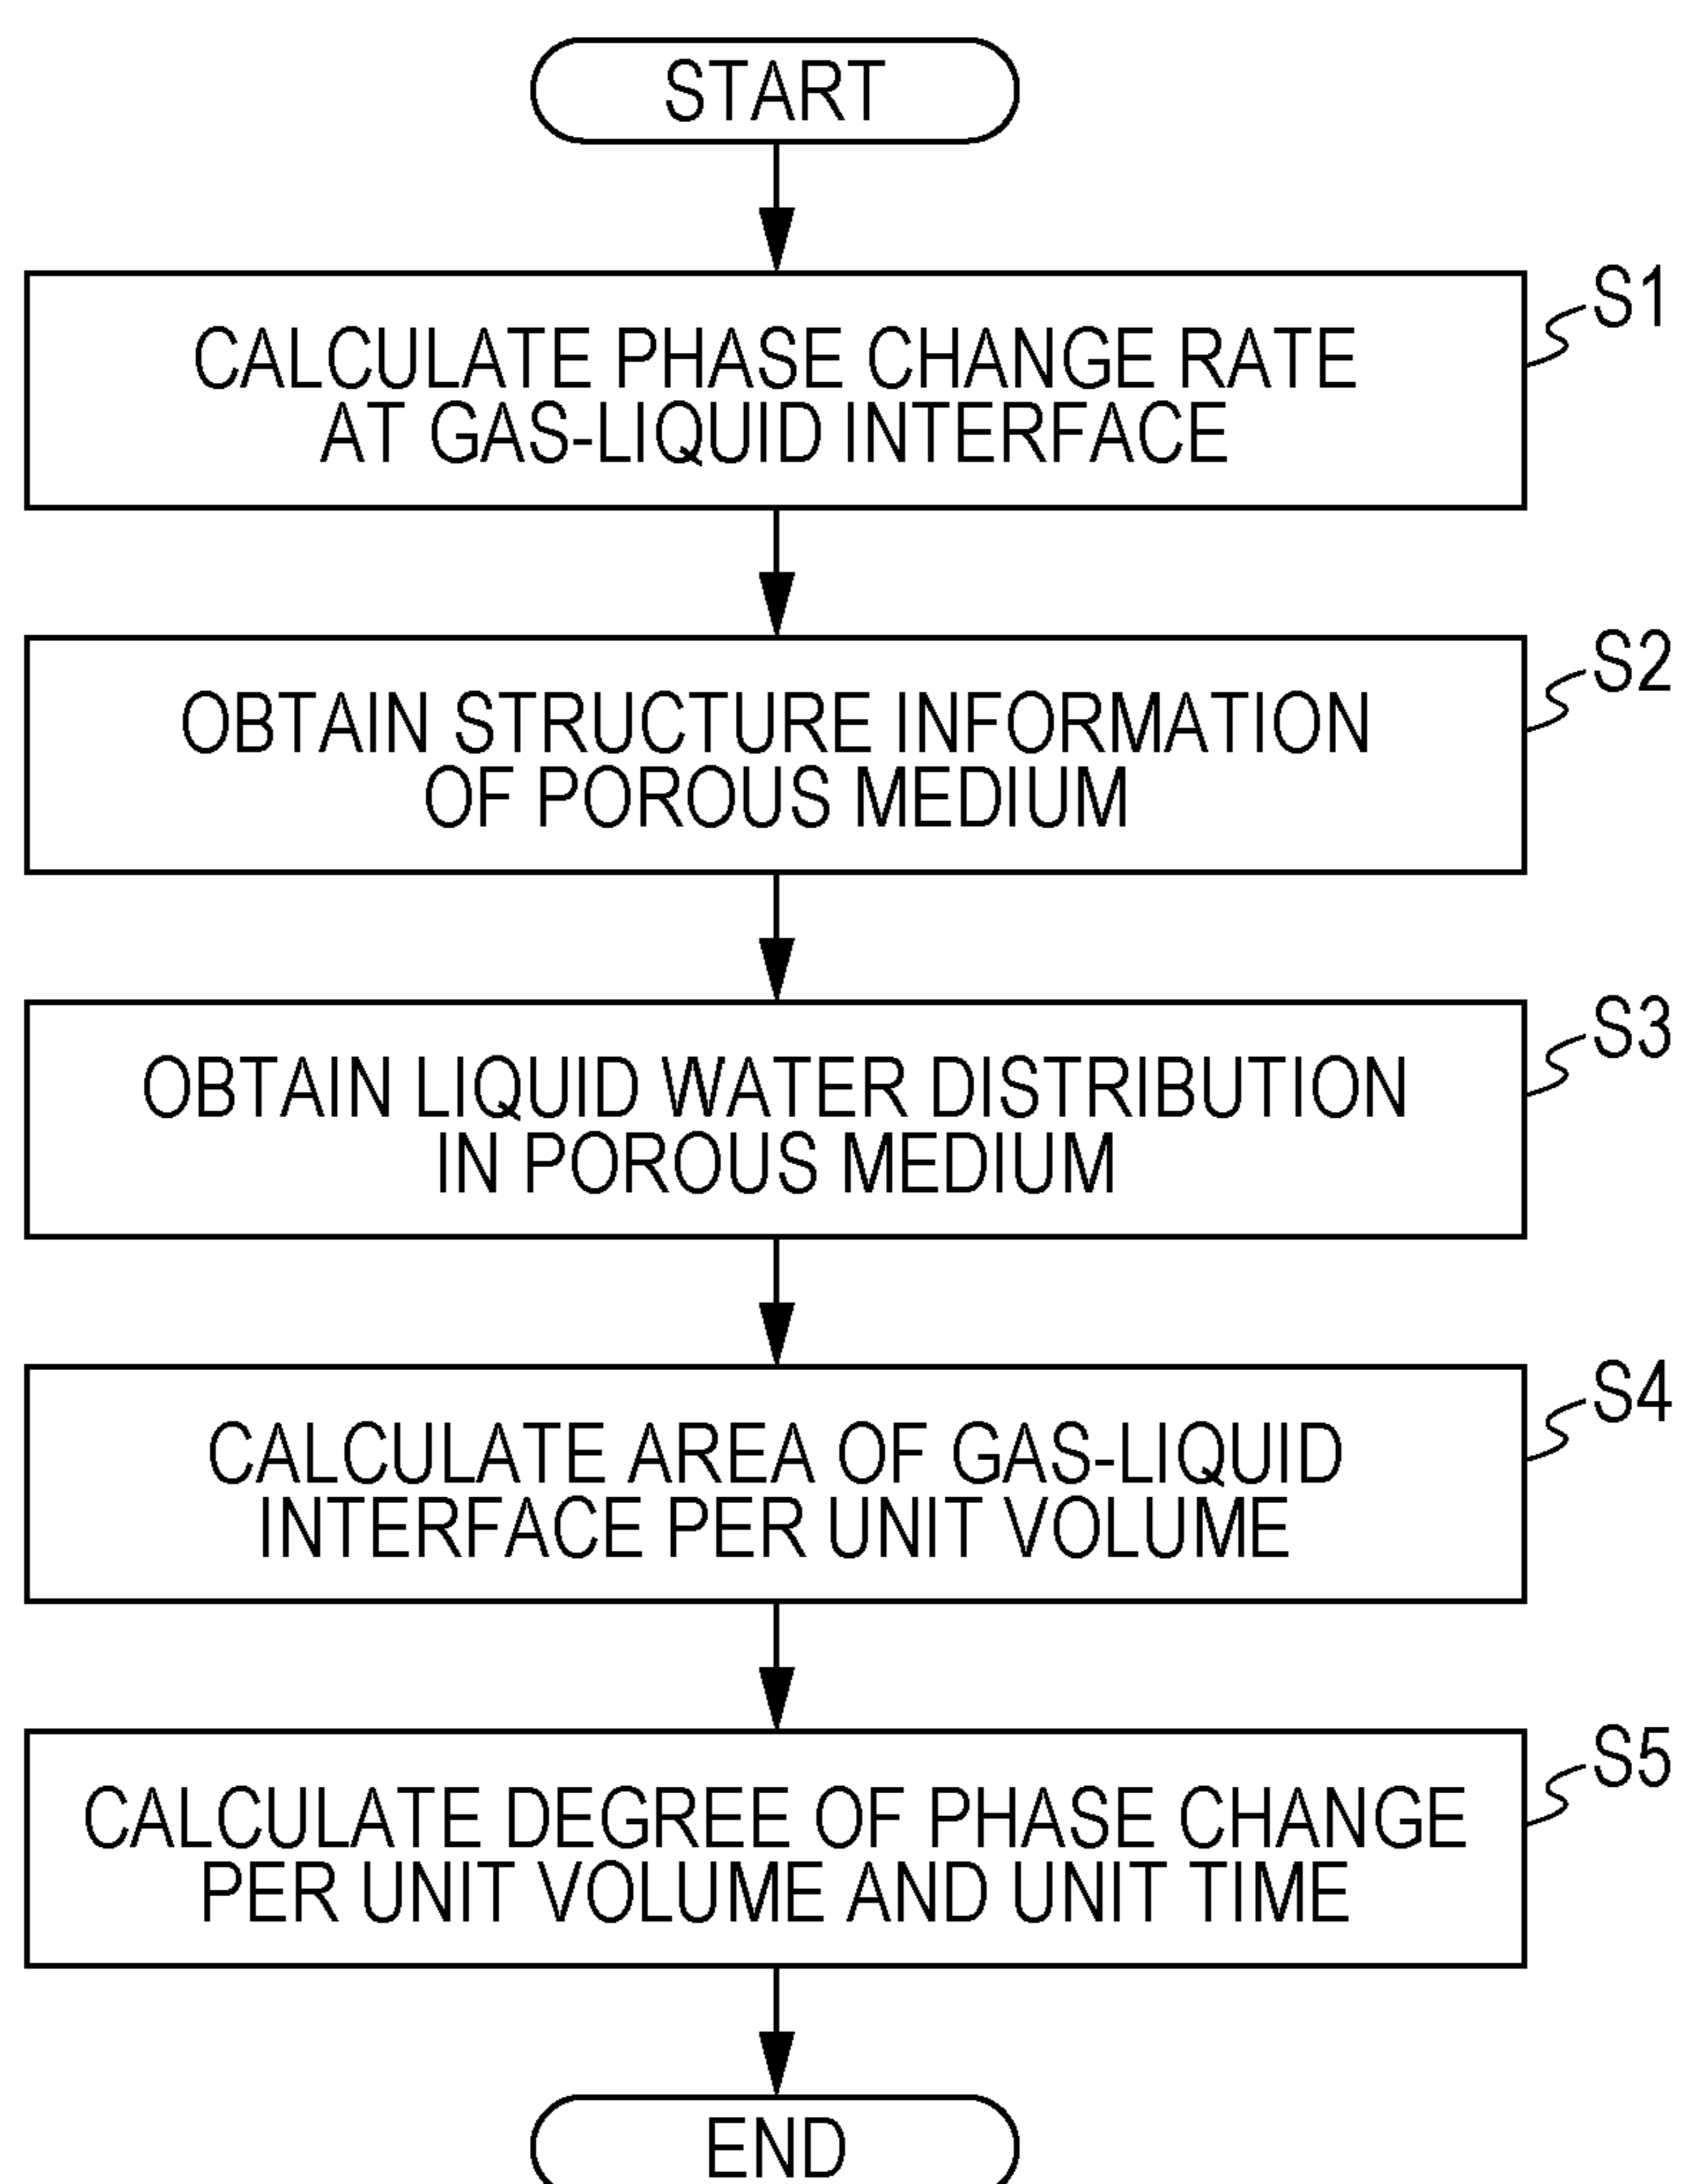 START
S1
CALCULATE PHASE CHANGE RATE
AT GAS-LIQUID INTERFACE
S2
OBTAIN STRUCTURE INFORMATION
OF POROUS MEDIUM
S3
OBTAIN LIQUID WATER DISTRIBUTION
IN POROUS MEDIUM
S4
CALCULATE AREA OF GAS-LIQUID
INTERFACE PER UNIT VOLUME
S5
CALCULATE DEGREE OF PHASE CHANGE
PER UNIT VOLUME AND UNIT TIME
END